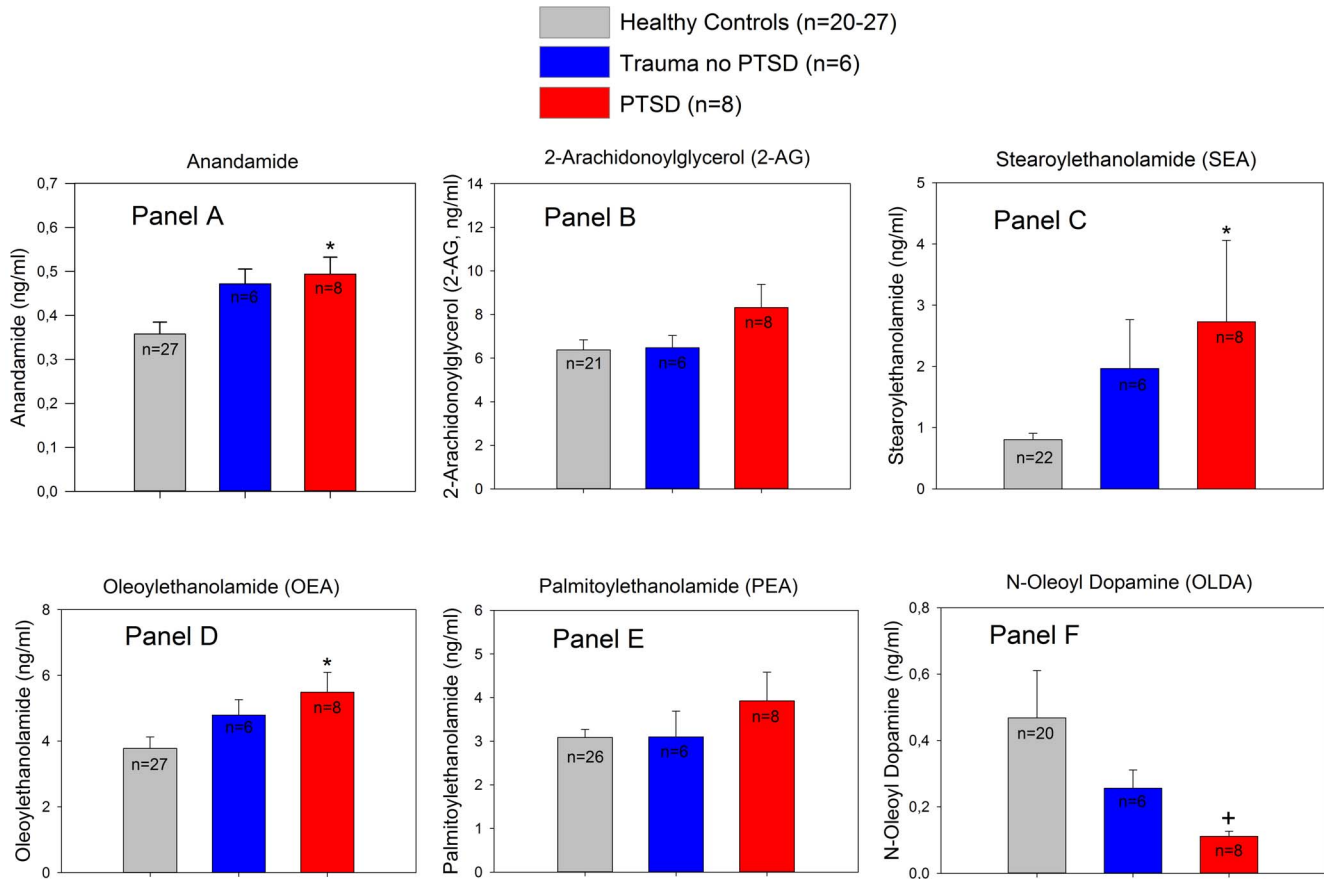 Healthy Controls (n=20-27)
Trauma no PTSD (n=6)
PTSD (n=8)
Anandamide
Panel A
Anandamide (ng/ml)
0,7
0,6
0,5
0,4
0,3
0,2
0,1
0,0
n=27
n=6
*
n=8
2-Arachidonoylglycerol (2-AG)
Panel B
2-Arachidonoylglycerol (2-AG, ng/ml)
14
12
10
8
6
4
2
0
n=21
n=6
n=8
Stearoylethanolamide (SEA)
Panel C
Stearoylethanolamide (ng/ml)
5
4
3
2
1
0
n=22
n=6
*
n=8
Oleoylethanolamide (OEA)
Panel D
Oleoylethanolamide (ng/ml)
8
6
4
2
0
n=27
n=6
*
n=8
Palmitoylethanolamide (PEA)
Panel E
Palmitoylethanolamide (ng/ml)
6
5
4
3
2
1
0
n=26
n=6
n=8
N-Oleoyl Dopamine (OLDA)
Panel F
N-Oleoyl Dopamine (ng/ml)
0,8
0,6
0,4
0,2
0,0
n=20
n=6
+
n=8